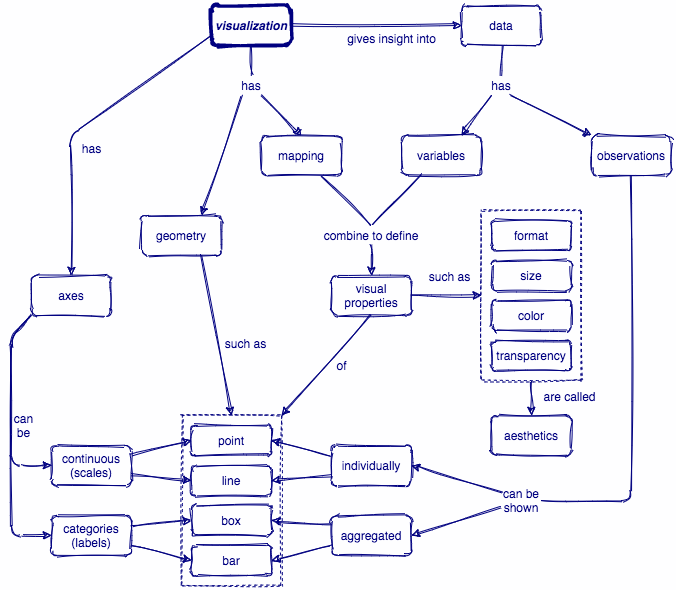 visualization
data
gives insight into
has
has
has
mapping
variables
observations
geometry
combine to define
format
size
color
transparency
such as
visual
properties
axes
such as
of
are called
aesthetics
can
be
point
line
box
bar
continuous
(scales)
individually
can be
shown
categories
(labels)
aggregated